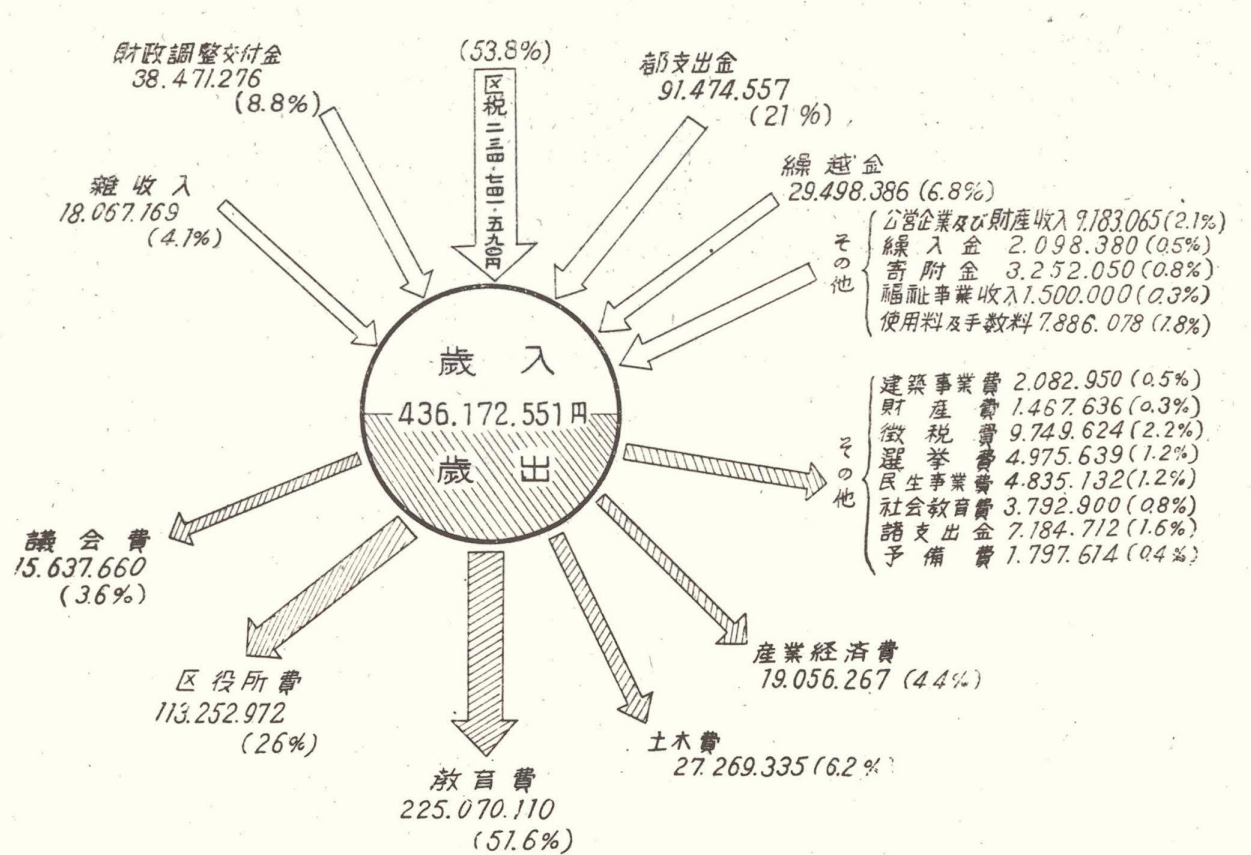 財政調整交付金
38.471.276
(8.8%)
(53.8%)
区税 二三四・七四一・五九〇円
都支出金
91.474.557
(21%)
雜收入
18.067.169
(4.1%)
繰越金
29.498.386 (6.8%)
その他
公営企業及び財産収入 9.183.065 (2.1%)
繰入金 2.098.380 (0.5%)
寄附金 3.252.050 (0.8%)
福祉事業收入 1.500.000 (0.3%)
使用料及手数料 7.886.078 (1.8%)
歳入
436.172.551円
歳出
その他
建築事業費 2.082.950 (0.5%)
財産費 1.467.636 (0.3%)
徴税費 9.749.624 (2.2%)
選挙費 4.975.639 (1.2%)
民生事業費 4.835.132 (1.2%)
社会教育費 3.792.900 (0.8%)
諸支出金 7.184.712 (1.6%)
予備費 1.797.614 (0.4%)
議会費
15.637.660
(3.6%)
区役所費
113.252.972
(26%)
教育費
225.070.110
(51.6%)
土木費
27.269.335 (6.2%)
産業経済費
19.056.267 (4.4%)